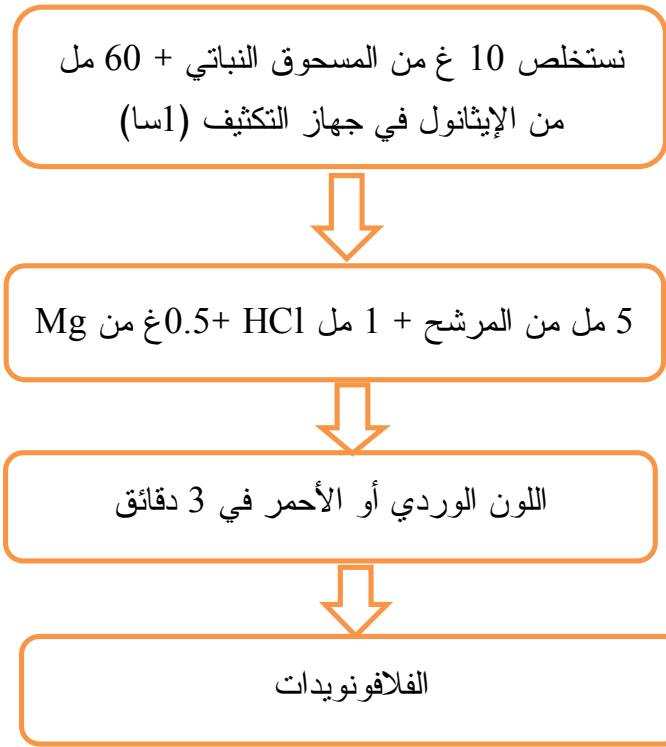 نستخلص 10 غ من المسحوق النباتي + 60 مل
من الإيثانول في جهاز التكثيف (1سا)
5 مل من المرشح + 1 مل HCl +0.5غ من Mg
اللون الوردي أو الأحمر في 3 دقائق
الفلافونويدات